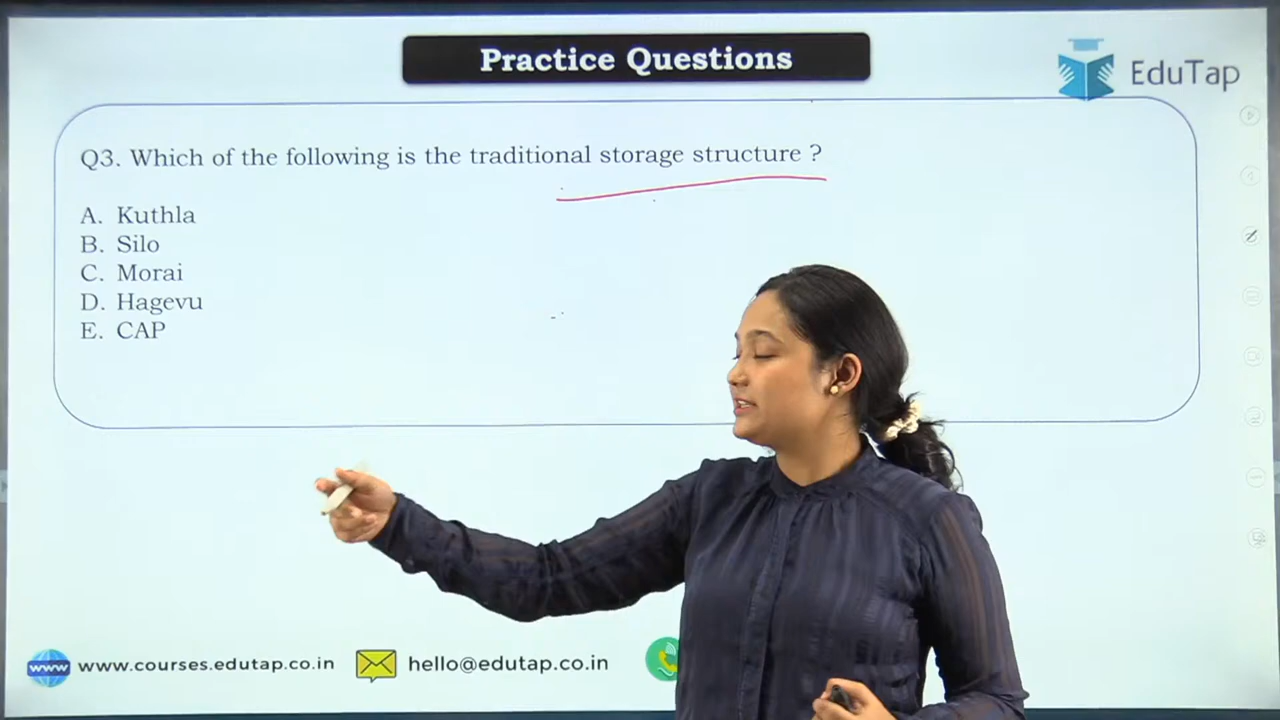 Practice Questions
EduTap
Q3. Which of the following is the traditional storage structure ?
A. Kuthla
B. Silo
C. Morai
D. Hagevu
E. CAP
www
www.courses.edutap.co.in
hello@edutap.co.in